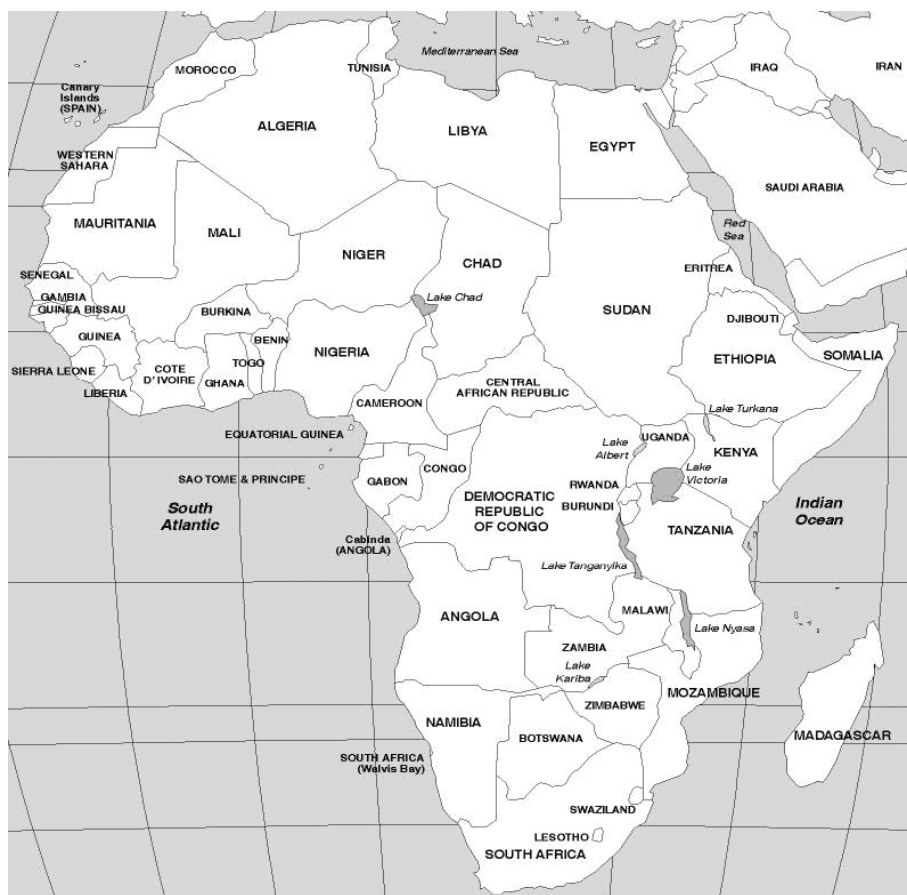 Mediterranean Sea
MOROCCO
TUNISIA
IRAQ
IRAN
Canary
Islands
(SPAIN)
ALGERIA
LIBYA
EGYPT
WESTERN
SAHARA
SAUDI ARABIA
MAURITANIA
MALI
NIGER
CHAD
Red
Sea
SENEGAL
ERITREA
GAMBIA
Lake Chad
GUINEA BISSAU
BURKINA
SUDAN
DJIBOUTI
GUINEA
BENIN
NIGERIA
ETHIOPIA
SOMALIA
SIERRA LEONE
COTE
D'IVOIRE
TOGO
GHANA
LIBERIA
CENTRAL
AFRICAN REPUBLIC
CAMEROON
Lake Turkana
EQUATORIAL GUINEA
Lake
Albert
UGANDA
KENYA
SAO TOME & PRINCIPE
GABON
CONGO
Lake
Victoria
RWANDA
DEMOCRATIC
REPUBLIC
OF CONGO
BURUNDI
South
Atlantic
Indian
Ocean
TANZANIA
Cabinda
(ANGOLA)
Lake Tanganyika
ANGOLA
MALAWI
Lake Nyasa
ZAMBIA
Lake
Kariba
MOZAMBIQUE
ZIMBABWE
NAMIBIA
BOTSWANA
MADAGASCAR
SOUTH AFRICA
(Walvis Bay)
SWAZILAND
LESOTHO
SOUTH AFRICA